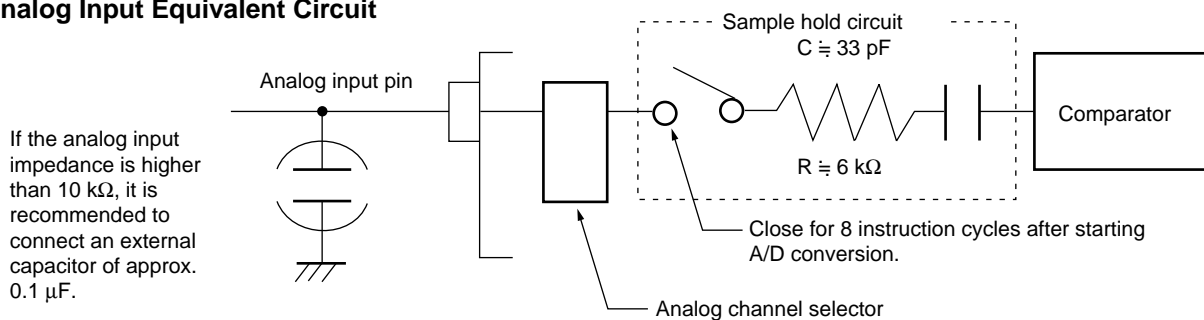 nalog Input Equivalent Circuit
Sample hold circuit
C ≒ 33 pF
Analog input pin
Comparator
If the analog input
impedance is higher
than 10 kΩ, it is
recommended to
connect an external
capacitor of approx.
0.1 µF.
R ≒ 6 kΩ
Close for 8 instruction cycles after starting
A/D conversion.
Analog channel selector